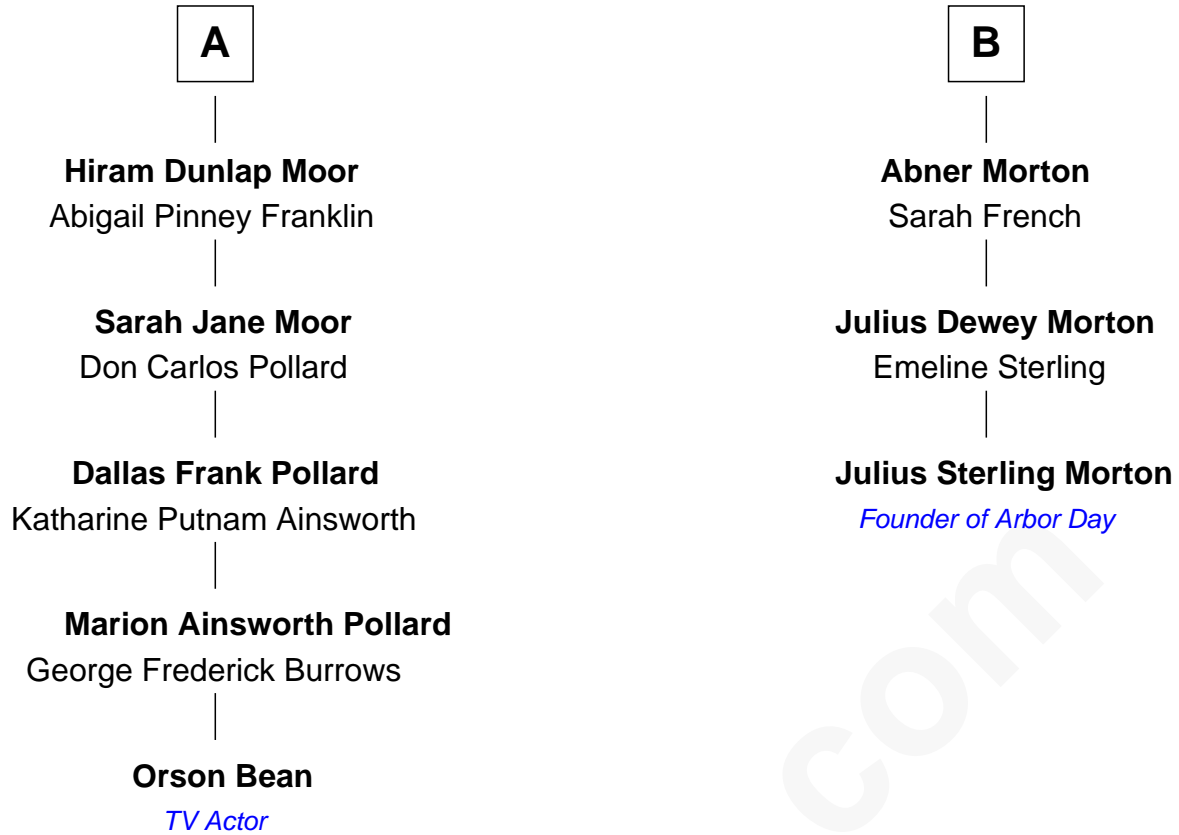 A
Hiram Dunlap Moor
Abigail Pinney Franklin
Sarah Jane Moor
Don Carlos Pollard
Dallas Frank Pollard
Katharine Putnam Ainsworth
Marion Ainsworth Pollard
George Frederick Burrows
Orson Bean
TV Actor
B
Abner Morton
Sarah French
Julius Dewey Morton
Emeline Sterling
Julius Sterling Morton
Founder of Arbor Day
com